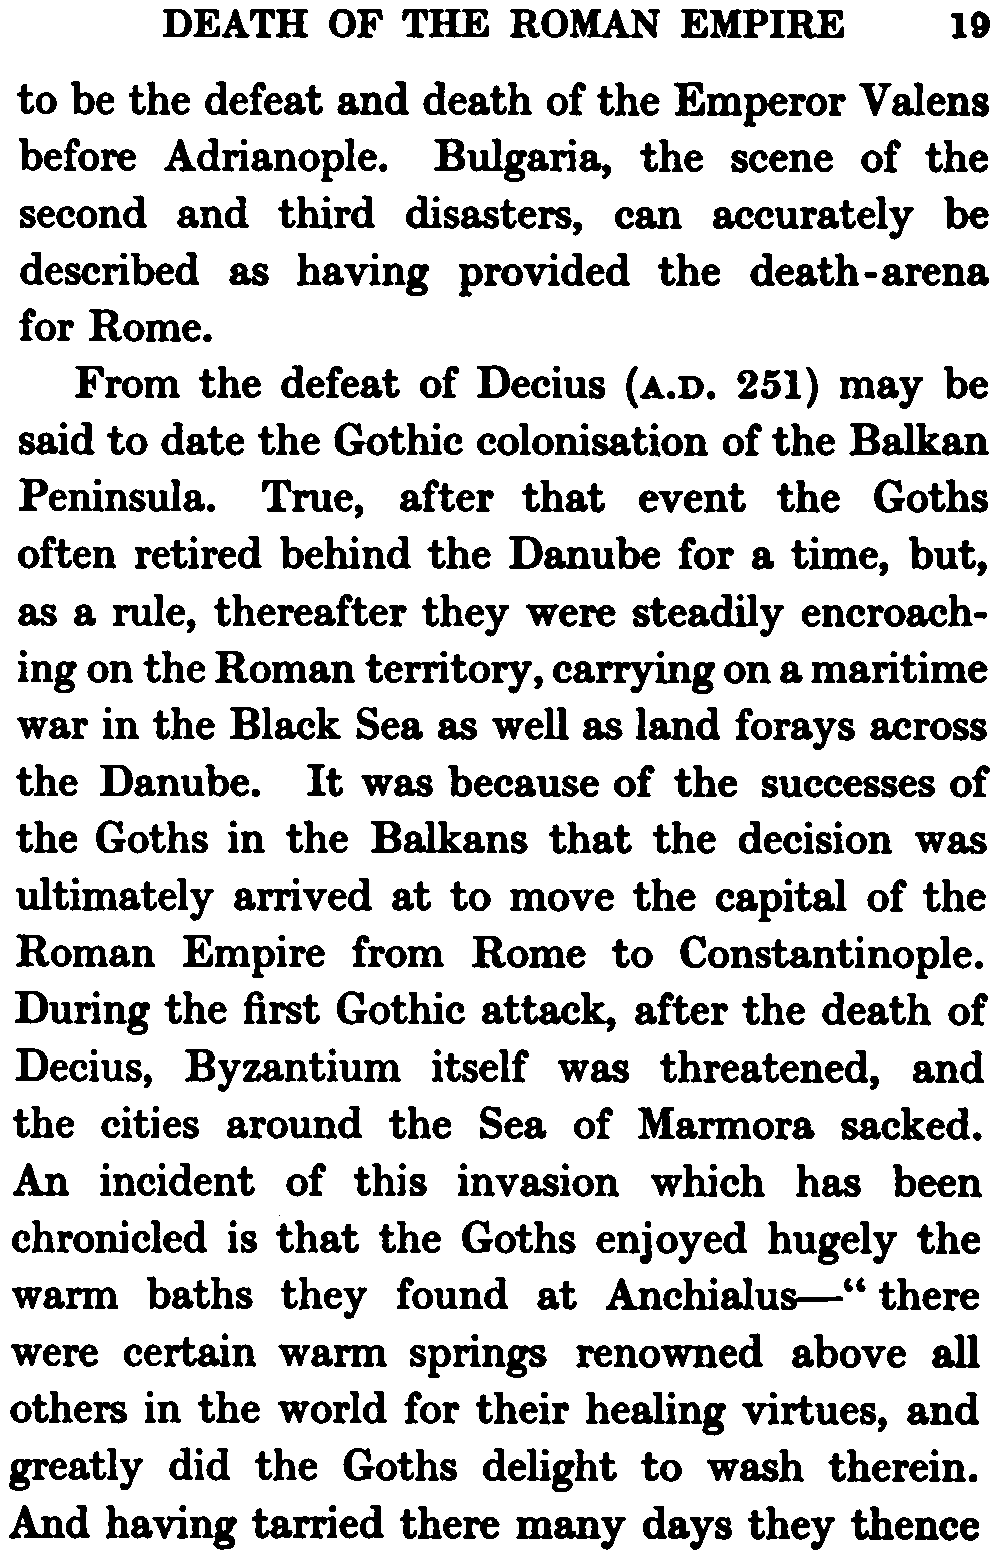 DEATH OF THE ROMAN EMPIRE 19
to be the defeat and death of the Emperor Valens
before Adrianople. Bulgaria, the scene of the
second and third disasters, can accurately be
described as having provided the death-arena
for Rome.
From the defeat of Decius (A.D. 251) may be
said to date the Gothic colonisation of the Balkan
Peninsula. True, after that event the Goths
often retired behind the Danube for a time, but,
as a rule, thereafter they were steadily encroach-
ing on the Roman territory, carrying on a maritime
war in the Black Sea as well as land forays across
the Danube. It was because of the successes of
the Goths in the Balkans that the decision was
ultimately arrived at to move the capital of the
Roman Empire from Rome to Constantinople.
During the first Gothic attack, after the death of
Decius, Byzantium itself was threatened, and
the cities around the Sea of Marmora sacked.
An incident of this invasion which has been
chronicled is that the Goths enjoyed hugely the
warm baths they found at Anchialus—“ there
were certain warm springs renowned above all
others in the world for their healing virtues, and
greatly did the Goths delight to wash therein.
And having tarried there many days they thence